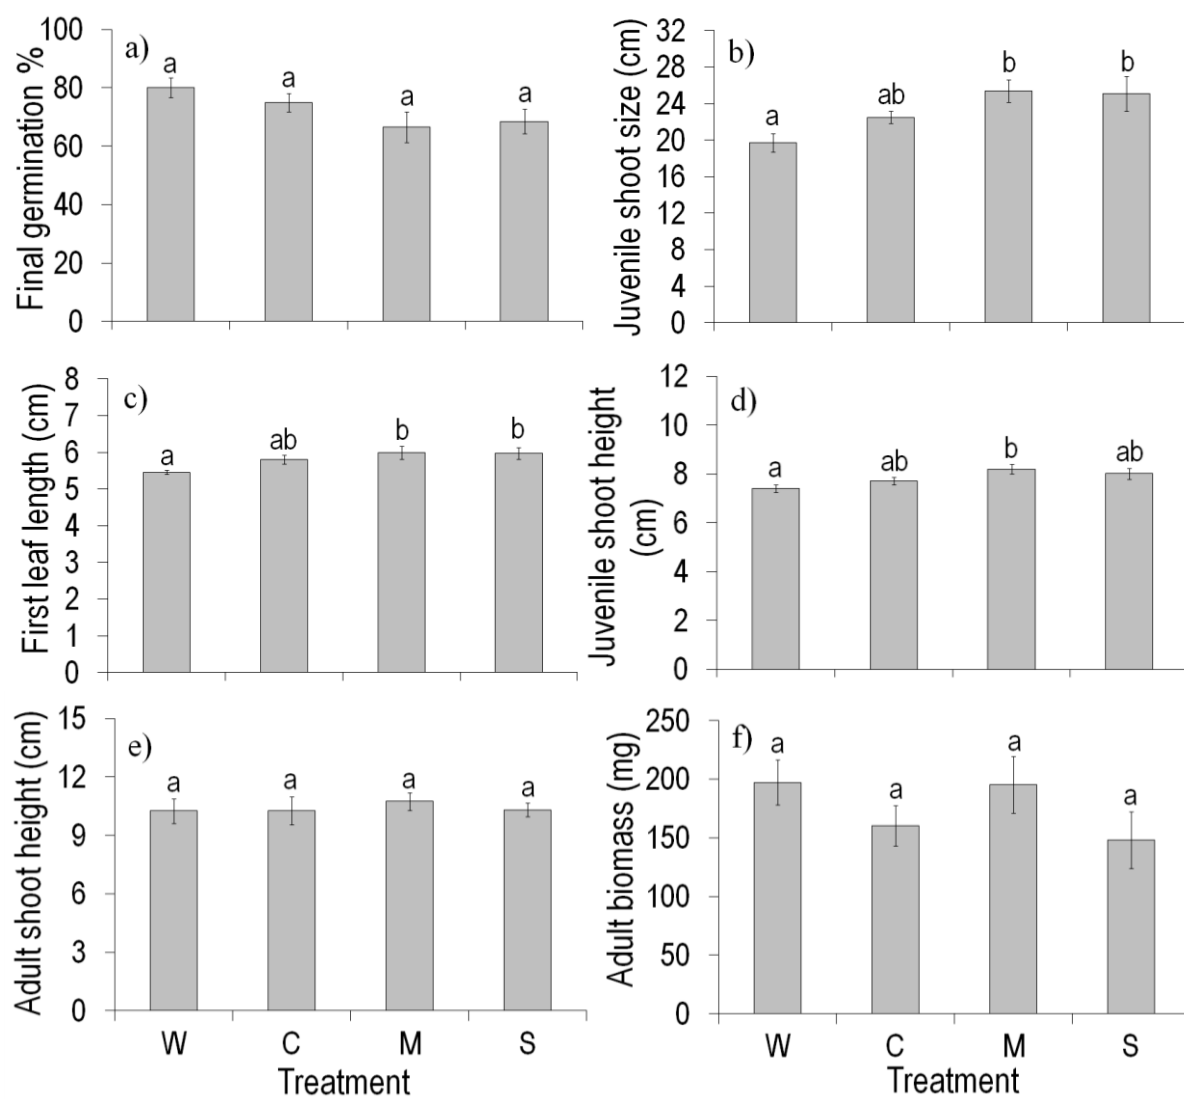 a)
Final germination %
100
80
60
40
20
0
a a a a
b)
Juvenile shoot size (cm)
32
28
24
20
16
12
8
4
0
a ab b b
c)
First leaf length (cm)
8
7
6
5
4
3
2
1
0
a ab b b
d)
Juvenile shoot height
(cm)
12
10
8
6
4
2
0
a ab b ab
e)
Adult shoot height (cm)
15
12
9
6
3
0
a a a a
W C M S
Treatment
f)
Adult biomass (mg)
250
200
150
100
50
0
a a a a
W C M S
Treatment